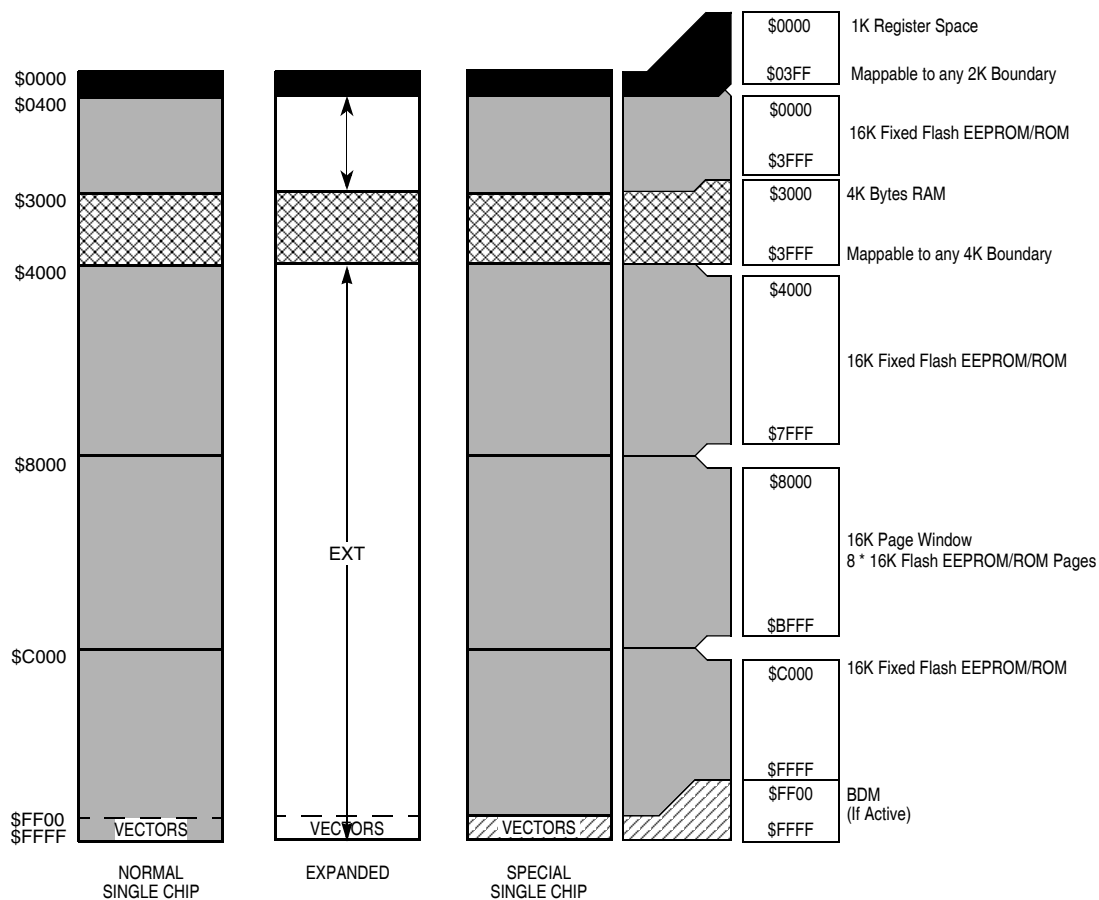 $0000
$0400
$3000
$4000
$8000
$C000
$FF00
$FFFF
VECTORS
NORMAL
SINGLE CHIP
EXT
VECTORS
EXPANDED
VECTORS
SPECIAL
SINGLE CHIP
$0000
1K Register Space
$03FF
Mappable to any 2K Boundary
$0000
16K Fixed Flash EEPROM/ROM
$3FFF
$3000
4K Bytes RAM
$3FFF
Mappable to any 4K Boundary
$4000
16K Fixed Flash EEPROM/ROM
$7FFF
$8000
16K Page Window
8 * 16K Flash EEPROM/ROM Pages
$BFFF
$C000
16K Fixed Flash EEPROM/ROM
$FFFF
$FF00
BDM
(If Active)
$FFFF